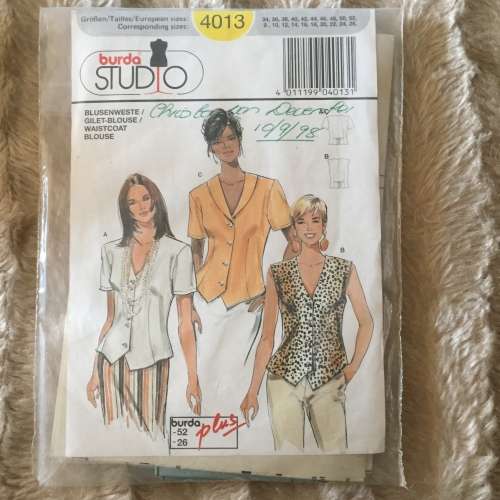 Größen/Tailles/European sizes:
Corresponding sizes:
4013
34, 36, 38, 40, 42, 44, 46, 48, 50, 52,
8, 10, 12, 14, 16, 18, 20, 22, 24, 26,
burda
STUDIO
4 011199 040131
BLUSENWESTE /
GILET-BLOUSE /
WAISTCOAT
BLOUSE
10/9/98
B
C
A
B
burda
-52
-26
plus